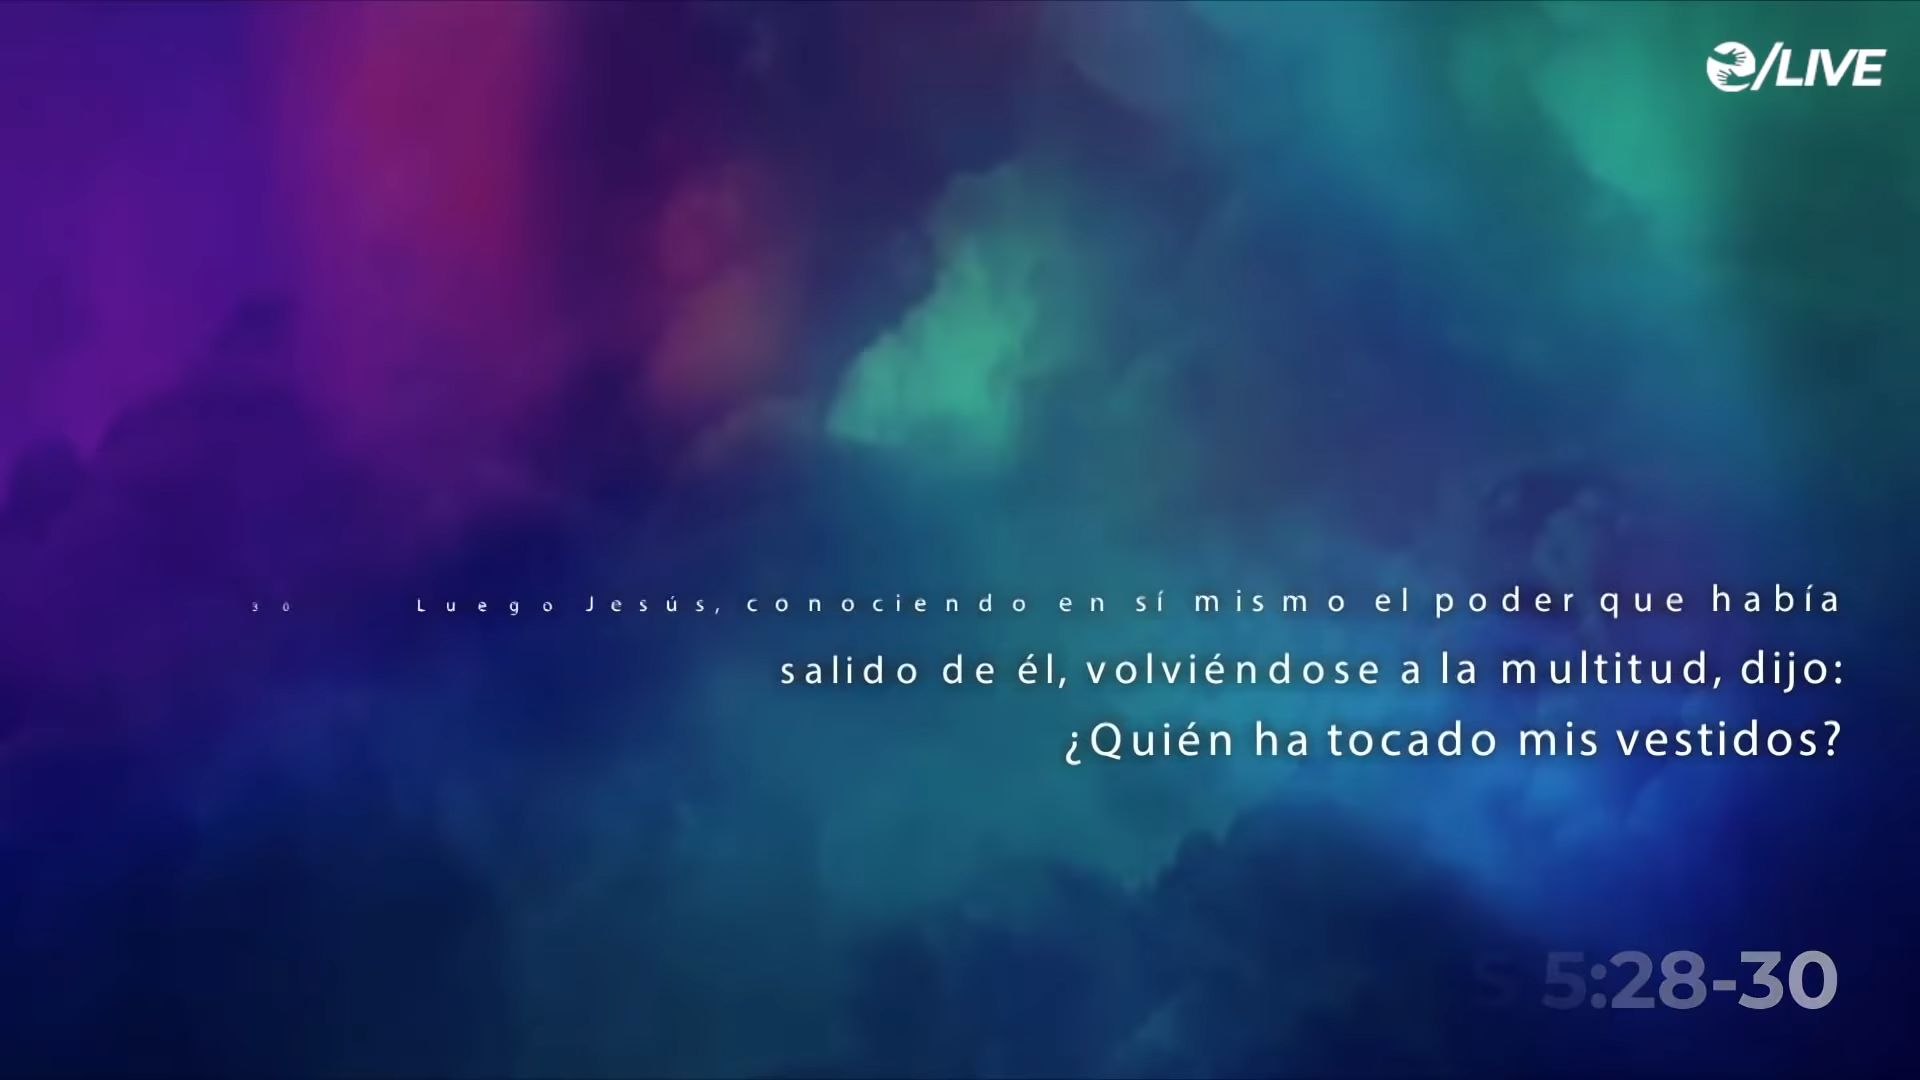 /LIVE
30 Luego Jesús, conociendo en sí mismo el poder que había
salido de él, volviéndose a la multitud, dijo:
¿Quién ha tocado mis vestidos?
S 5:28-30